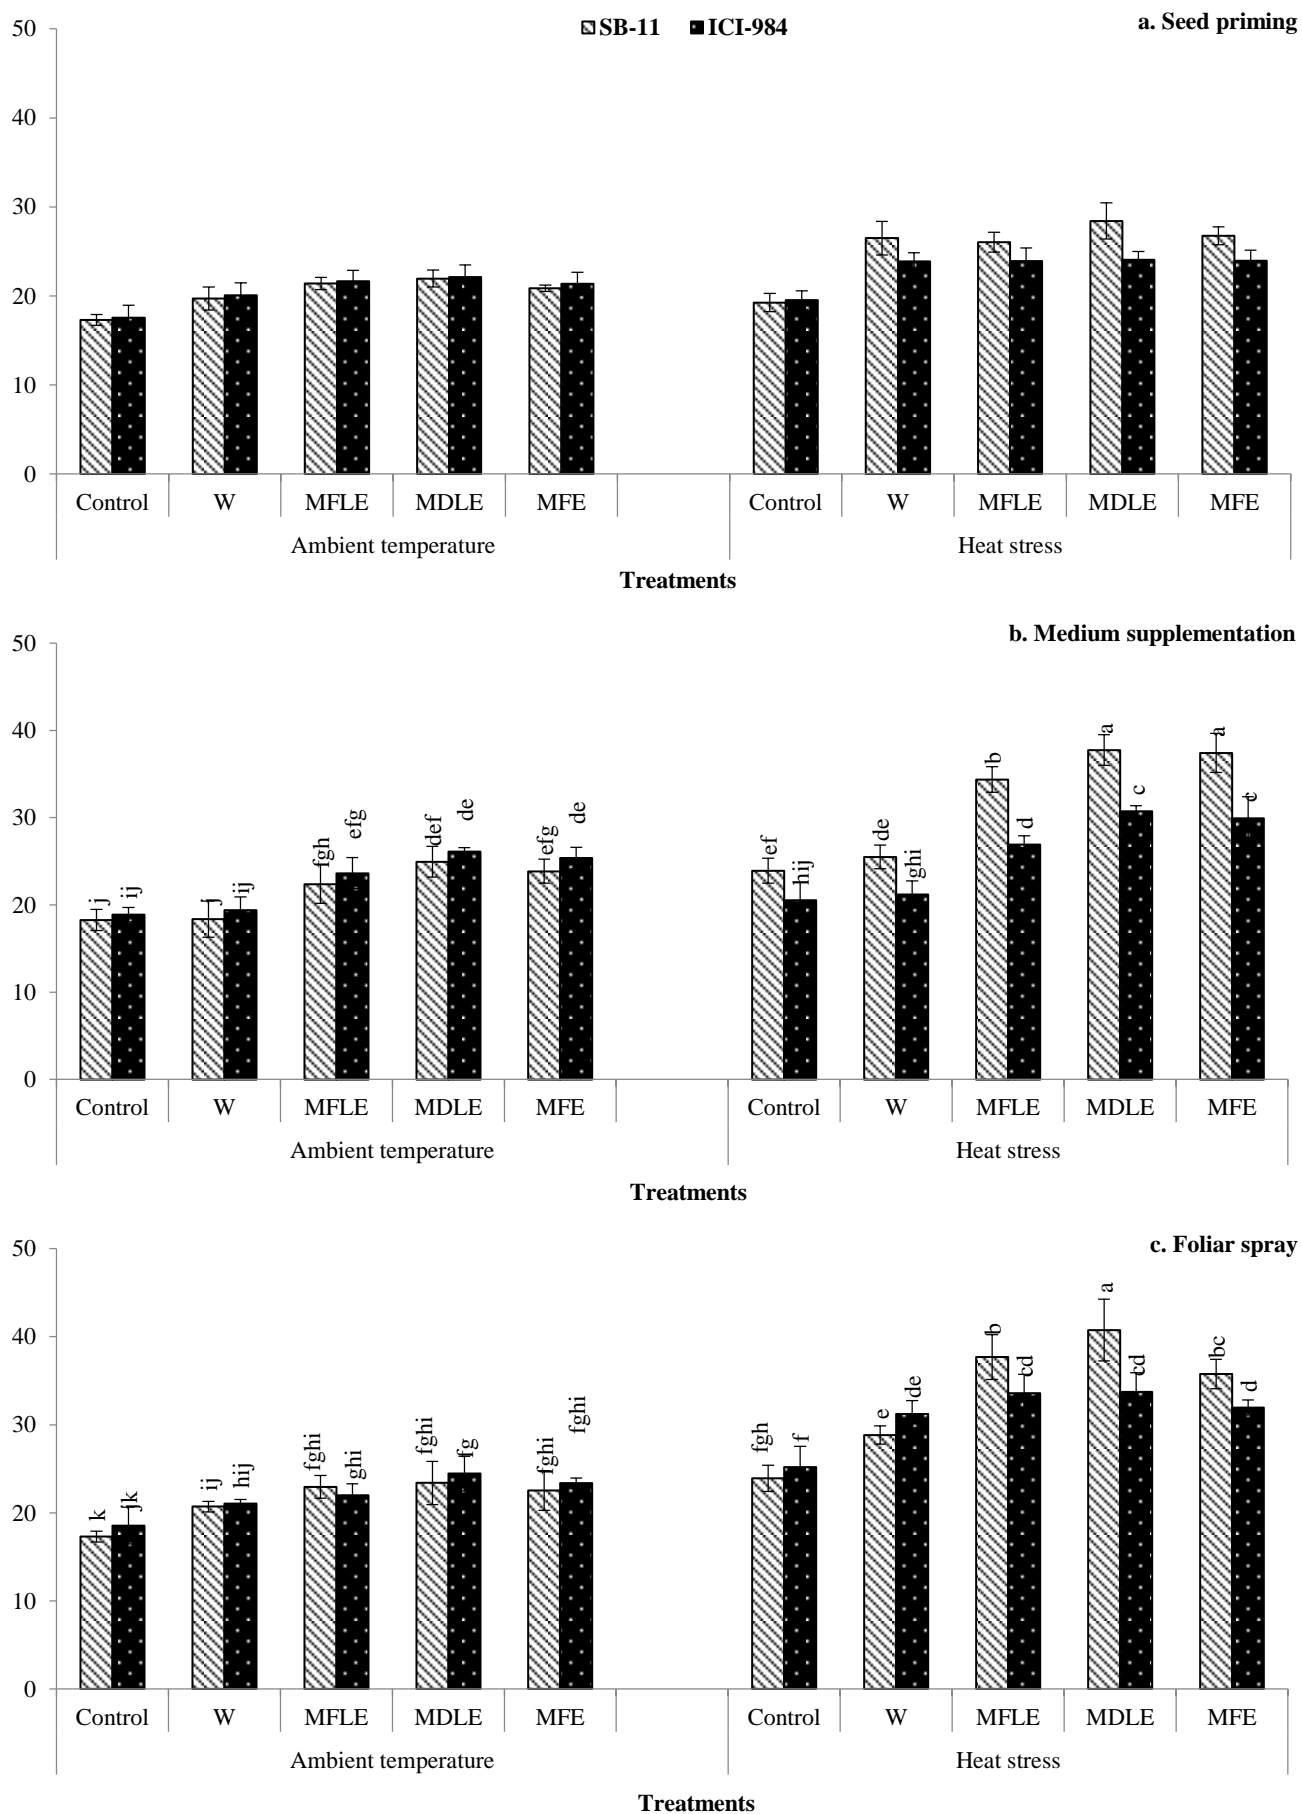 SB-11 ICI-984 a. Seed priming
50
40
30
20
10
0
Control W MFLE MDLE MFE Control W MFLE MDLE MFE
Ambient temperature Heat stress
Treatments
b. Medium supplementation
50
40
30
20
10
0
j ij j ij fgh efg def de efg de ef hij de ghi b d a c a c
Control W MFLE MDLE MFE Control W MFLE MDLE MFE
Ambient temperature Heat stress
Treatments
c. Foliar spray
50
40
30
20
10
0
k jk ij hij fghi ghi fghi fg fghi fghi fgh f e de b cd a cd bc d
Control W MFLE MDLE MFE Control W MFLE MDLE MFE
Ambient temperature Heat stress
Treatments